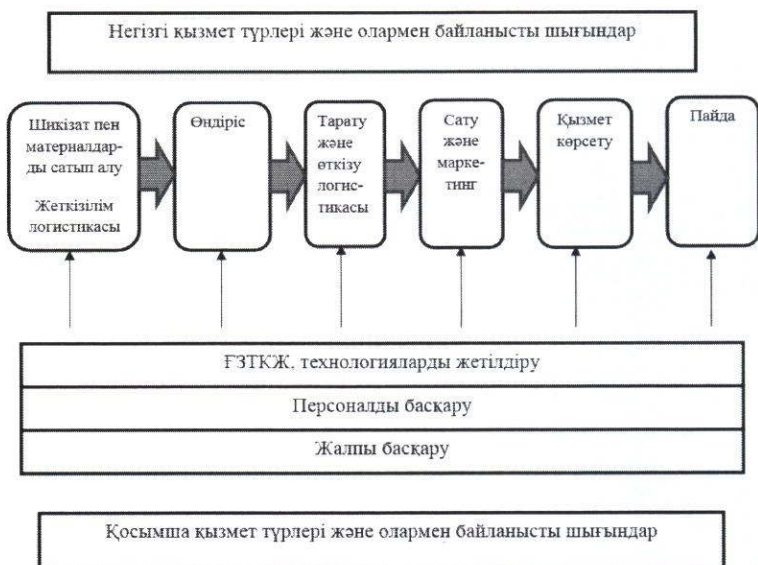 Негізгі қызмет түрлері және олармен байланысты шығындар
Шикізат пен
материалдар-
ды сатып алу
Жеткізілім
логистикасы
Өндіріс
Тарату
және
өткізу
логис-
тикасы
Сату
және
марке-
тинг
Қызмет
көрсету
Пайда
ҒЗТКЖ, технологияларды жетілдіру
Персоналды басқару
Жалпы басқару
Қосымша қызмет түрлері және олармен байланысты шығындар